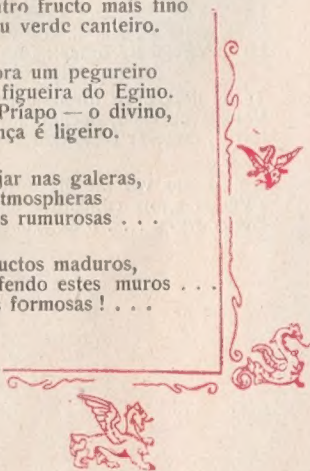 tro fructo mais fino
u verde canteiro.
ora um pegureiro
figueira do Egino.
Priapo — o divino,
nça é ligeiro.
jar nas galeras,
tmospheras
s rumurosas . . .
uctos maduros,
fendo estes muros . . .
s formosas ! . . .